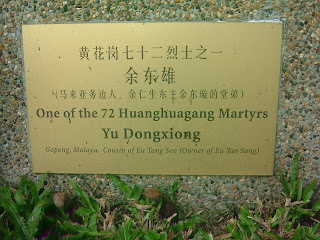 黄花岗七十二烈士之一
余东雄
(马来亚务边人，余仁生东主余东璇的堂弟)
One of the 72 Huanghuagang Martyrs
Yu Dongxiong
Gopeng, Malaya. Cousin of Eu Tong Sen (Owner of Eu Yan Sang)